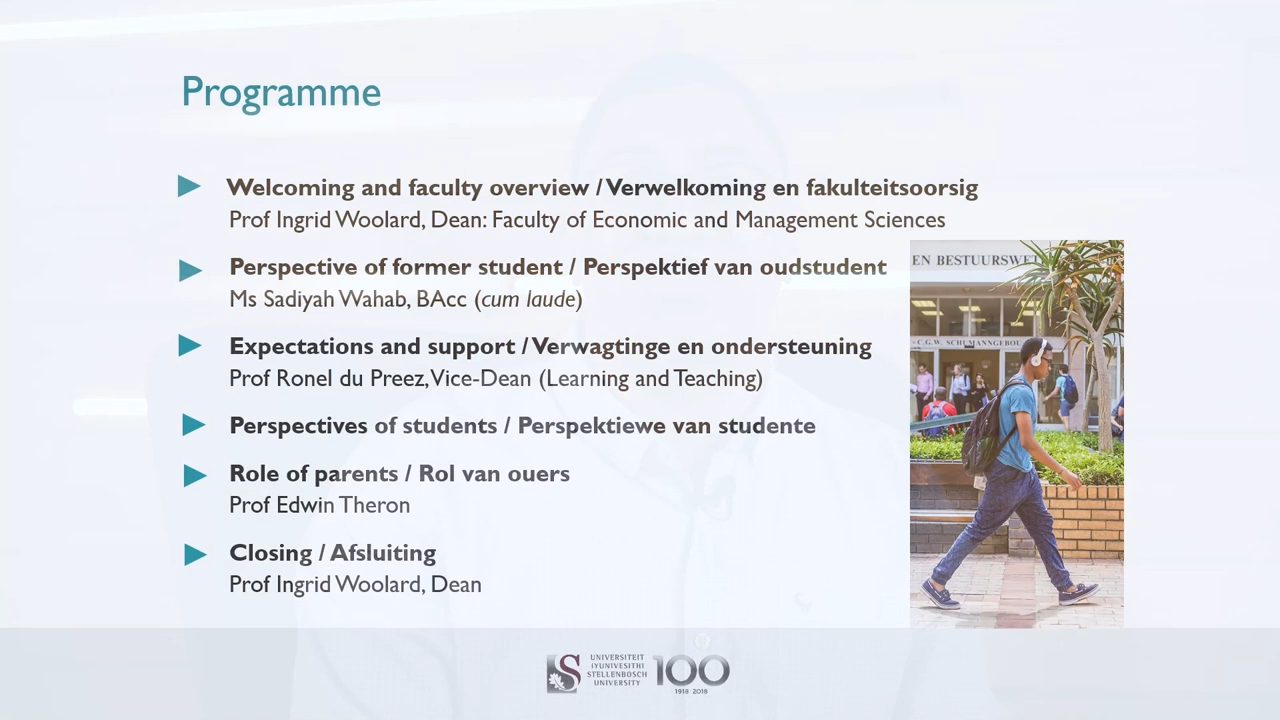 Programme
Welcoming and faculty overview / Verwelkoming en fakulteitsoorsig
Prof Ingrid Woolard, Dean: Faculty of Economic and Management Sciences
Perspective of former student / Perspektief van oudstudent
Ms Sadiyah Wahab, BAcc (cum laude)
Expectations and support / Verwagtinge en ondersteuning
Prof Ronel du Preez, Vice-Dean (Learning and Teaching)
Perspectives of students / Perspektiewe van studente
Role of parents / Rol van ouers
Prof Edwin Theron
Closing / Afsluiting
Prof Ingrid Woolard, Dean
EN BESTUURSWE
C.G.W. SCHUMANNGEBOU
UNIVERSITEIT
IYUNIVESITHI
STELLENBOSCH
UNIVERSITY
100
1918 2018